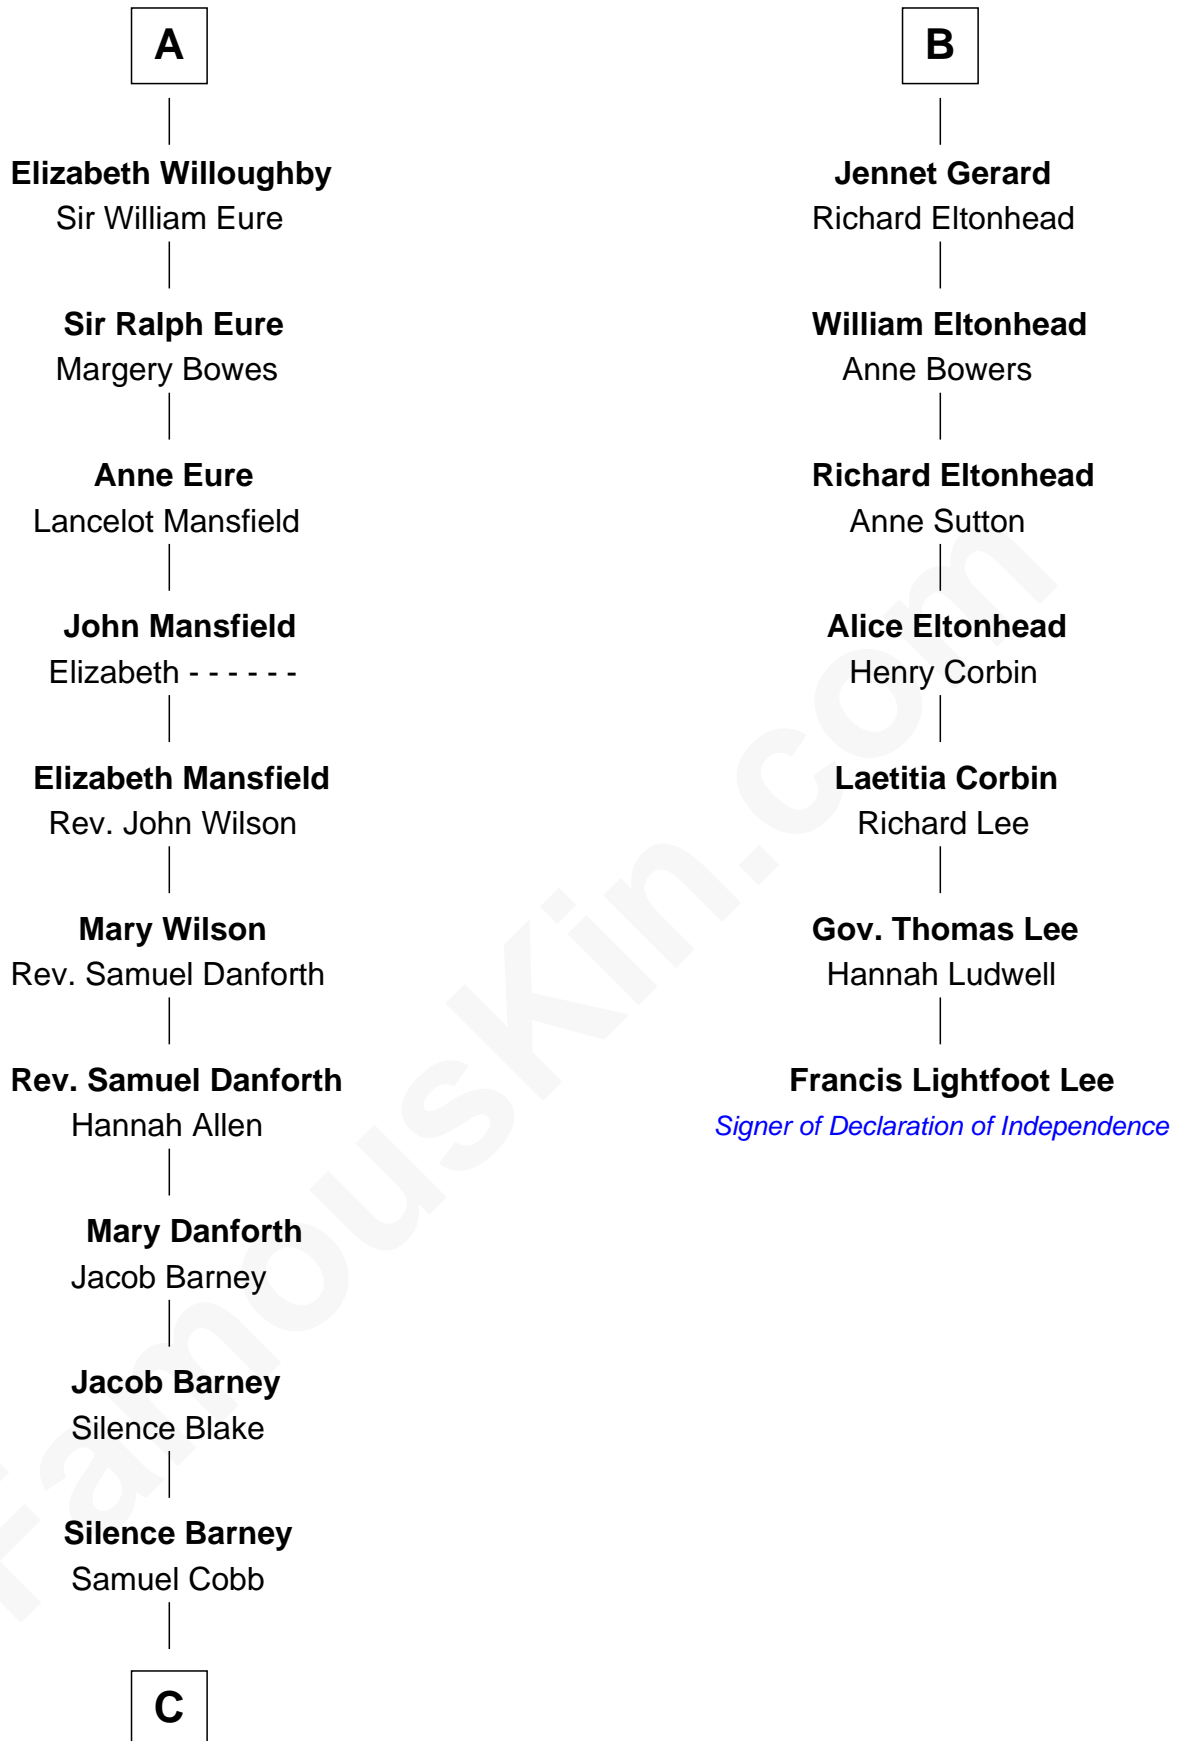 A
Elizabeth Willoughby
Sir William Eure
Sir Ralph Eure
Margery Bowes
Anne Eure
Lancelot Mansfield
John Mansfield
Elizabeth - - - - - -
Elizabeth Mansfield
Rev. John Wilson
Mary Wilson
Rev. Samuel Danforth
Rev. Samuel Danforth
Hannah Allen
Mary Danforth
Jacob Barney
Jacob Barney
Silence Blake
Silence Barney
Samuel Cobb
C
B
Jennet Gerard
Richard Eltonhead
William Eltonhead
Anne Bowers
Richard Eltonhead
Anne Sutton
Alice Eltonhead
Henry Corbin
Laetitia Corbin
Richard Lee
Gov. Thomas Lee
Hannah Ludwell
Francis Lightfoot Lee
Signer of Declaration of Independence
FamousKin.com